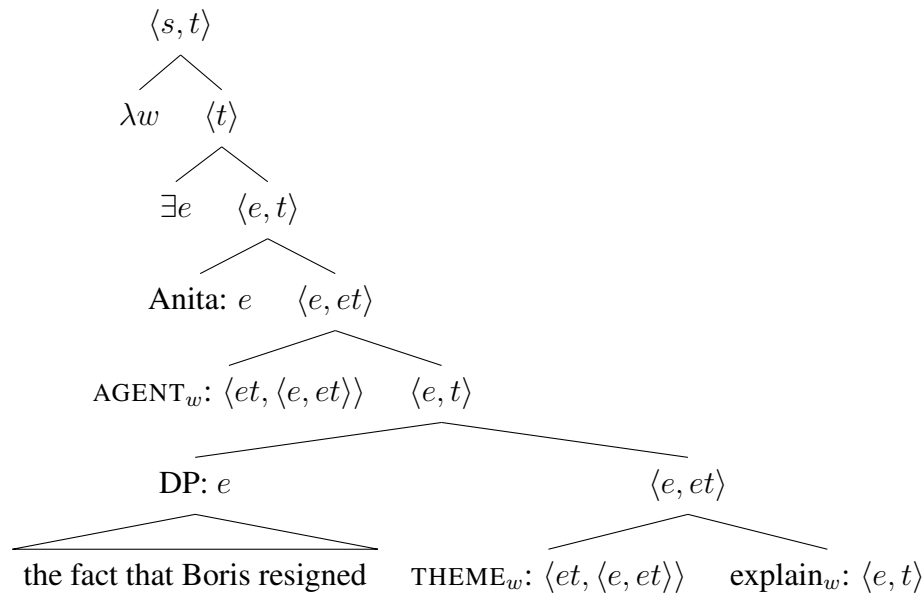 ⟨s, t⟩
λw ⟨t⟩
∃e ⟨e, t⟩
Anita: e ⟨e, et⟩
AGENT_w: ⟨et, ⟨e, et⟩⟩ ⟨e, t⟩
DP: e ⟨e, et⟩
the fact that Boris resigned THEME_w: ⟨et, ⟨e, et⟩⟩ explain_w: ⟨e, t⟩